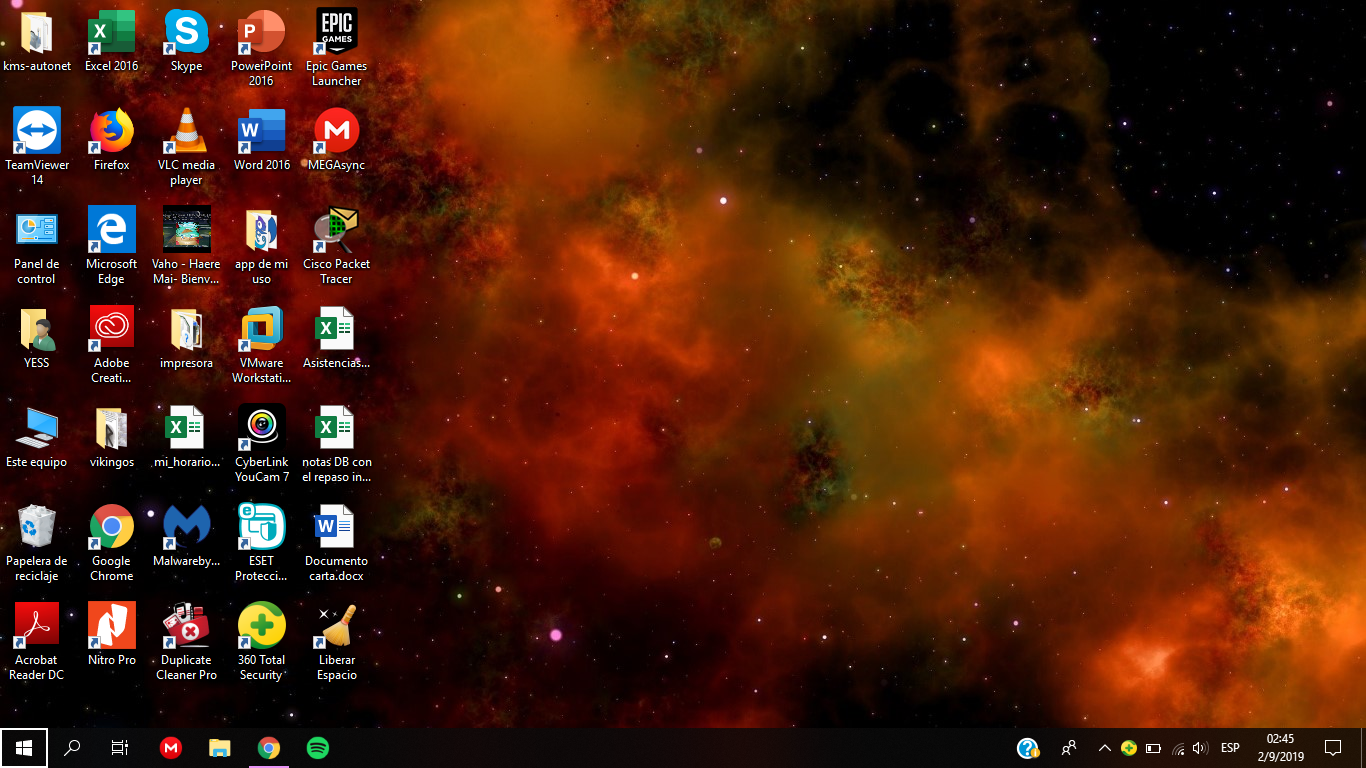 kms-autonet
Excel 2016
Skype
PowerPoint
2016
EPIC
GAMES
Epic Games
Launcher
TeamViewer
14
Firefox
VLC media
player
Word 2016
MEGAsync
Panel de
control
Microsoft
Edge
Vaho - Haere
Mai- Bienv...
app de mi
uso
Cisco Packet
Tracer
YESS
Adobe
Creati...
impresora
VMware
Workstati...
Asistencias...
Este equipo
vikingos
mi_horario...
CyberLink
YouCam 7
notas DB con
el repaso in...
Papelera de
reciclaje
Google
Chrome
Malwareby...
ESET
Protecci...
Documento
carta.docx
Acrobat
Reader DC
Nitro Pro
Duplicate
Cleaner Pro
360 Total
Security
Liberar
Espacio
ESP
02:45
2/9/2019